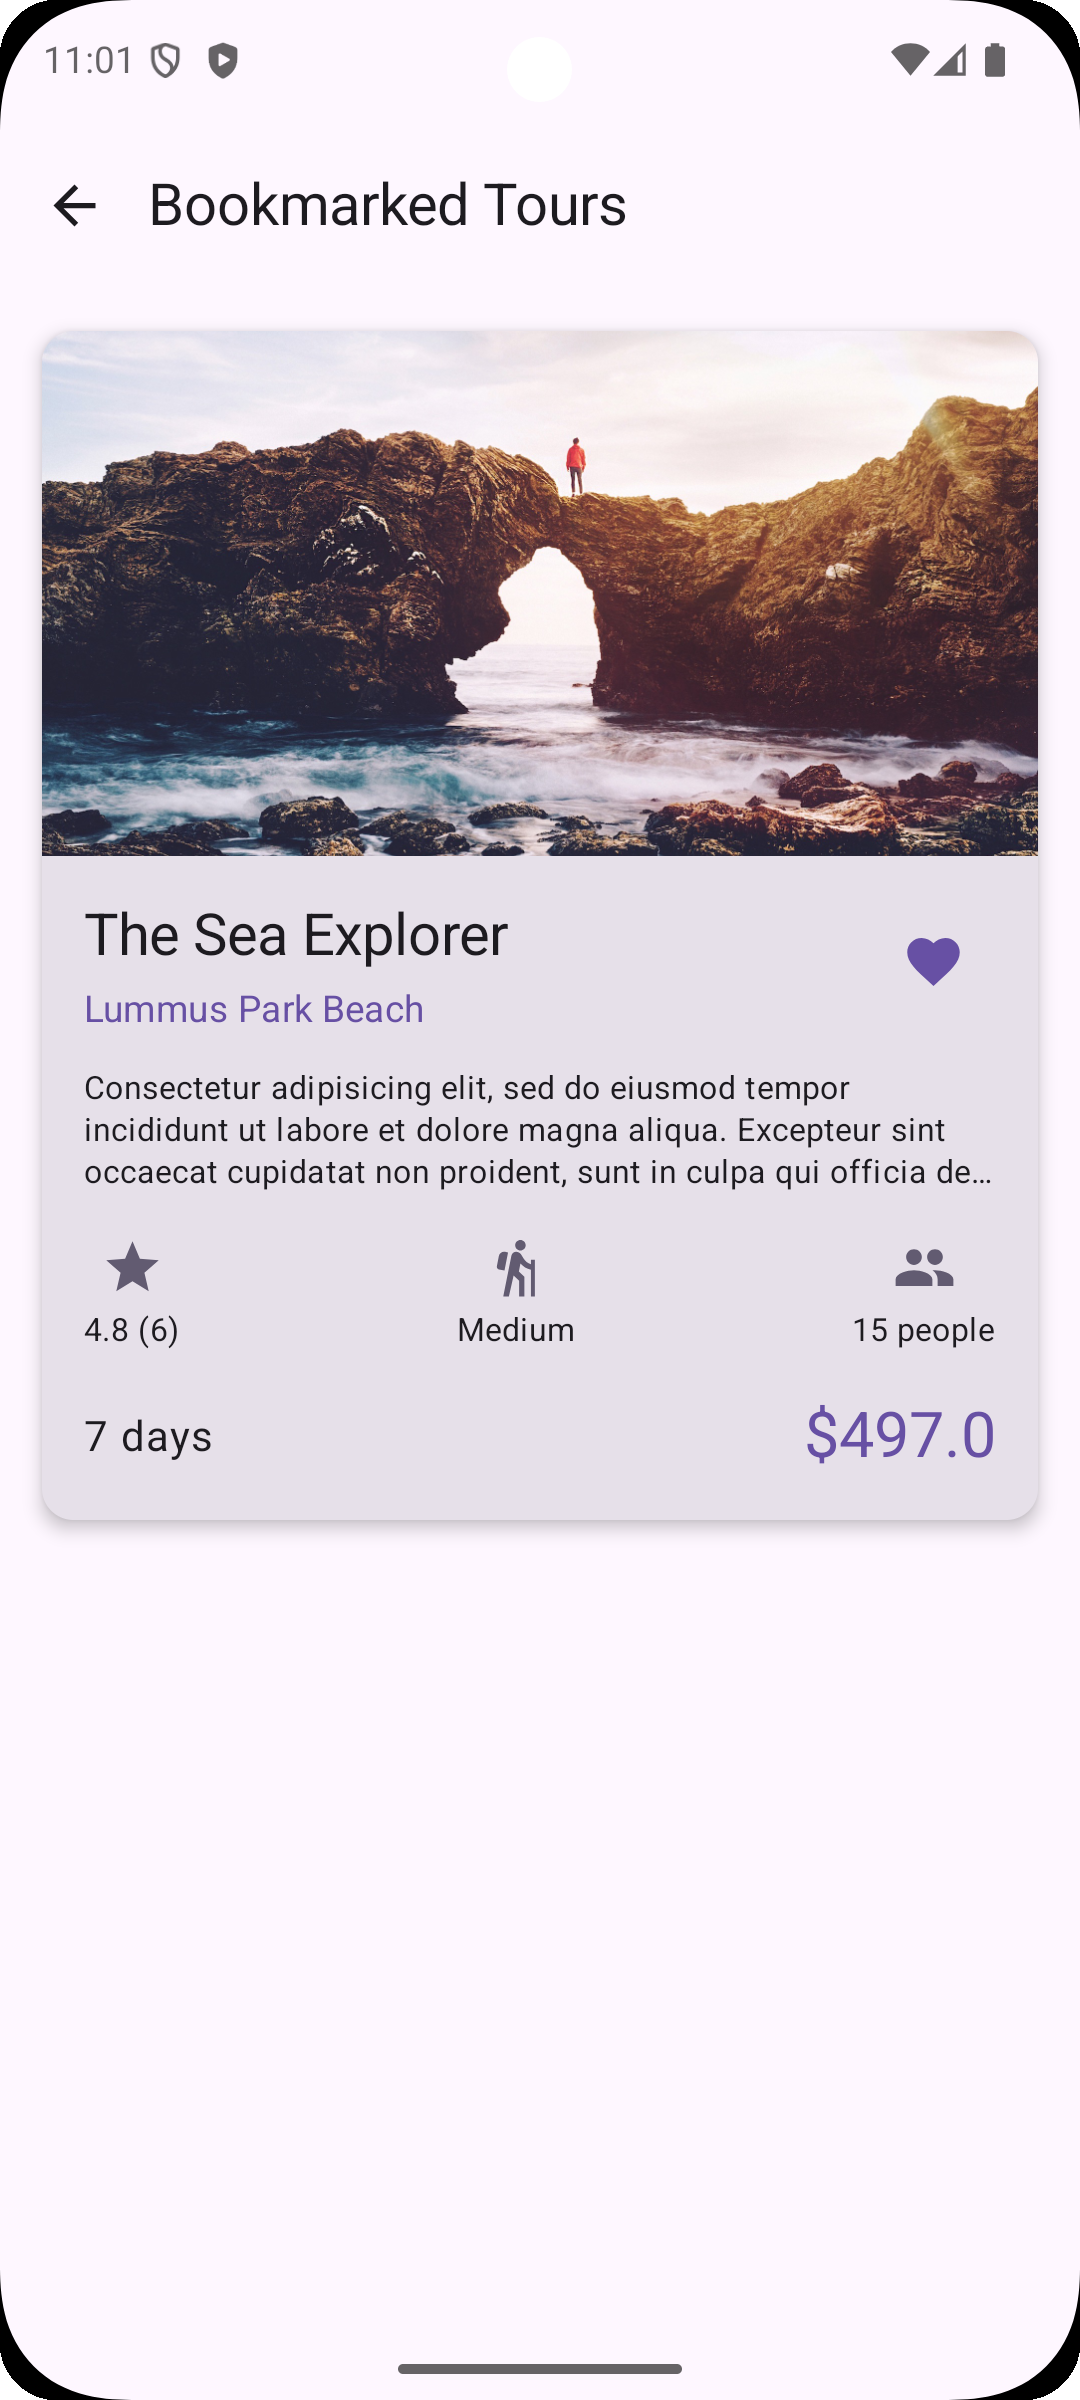 11:01
Bookmarked Tours
The Sea Explorer
Lummus Park Beach
Consectetur adipisicing elit, sed do eiusmod tempor
incididunt ut labore et dolore magna aliqua. Excepteur sint
occaecat cupidatat non proident, sunt in culpa qui officia de…
4.8 (6)
Medium
15 people
7 days
$497.0